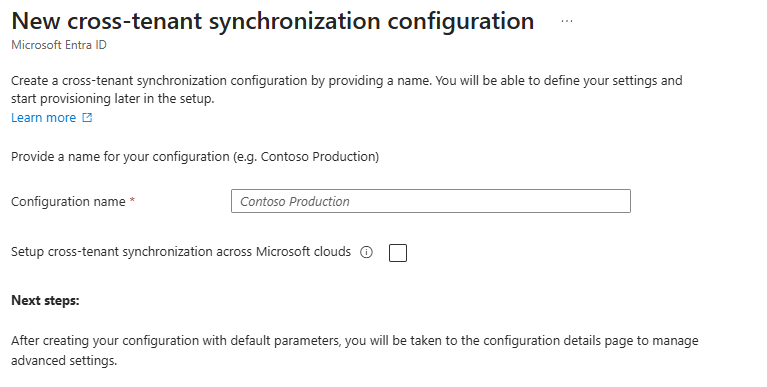 New cross-tenant synchronization configuration ...
Microsoft Entra ID
Create a cross-tenant synchronization configuration by providing a name. You will be able to define your settings and
start provisioning later in the setup.
Learn more
Provide a name for your configuration (e.g. Contoso Production)
Configuration name *
Contoso Production
Setup cross-tenant synchronization across Microsoft clouds
Next steps:
After creating your configuration with default parameters, you will be taken to the configuration details page to manage
advanced settings.